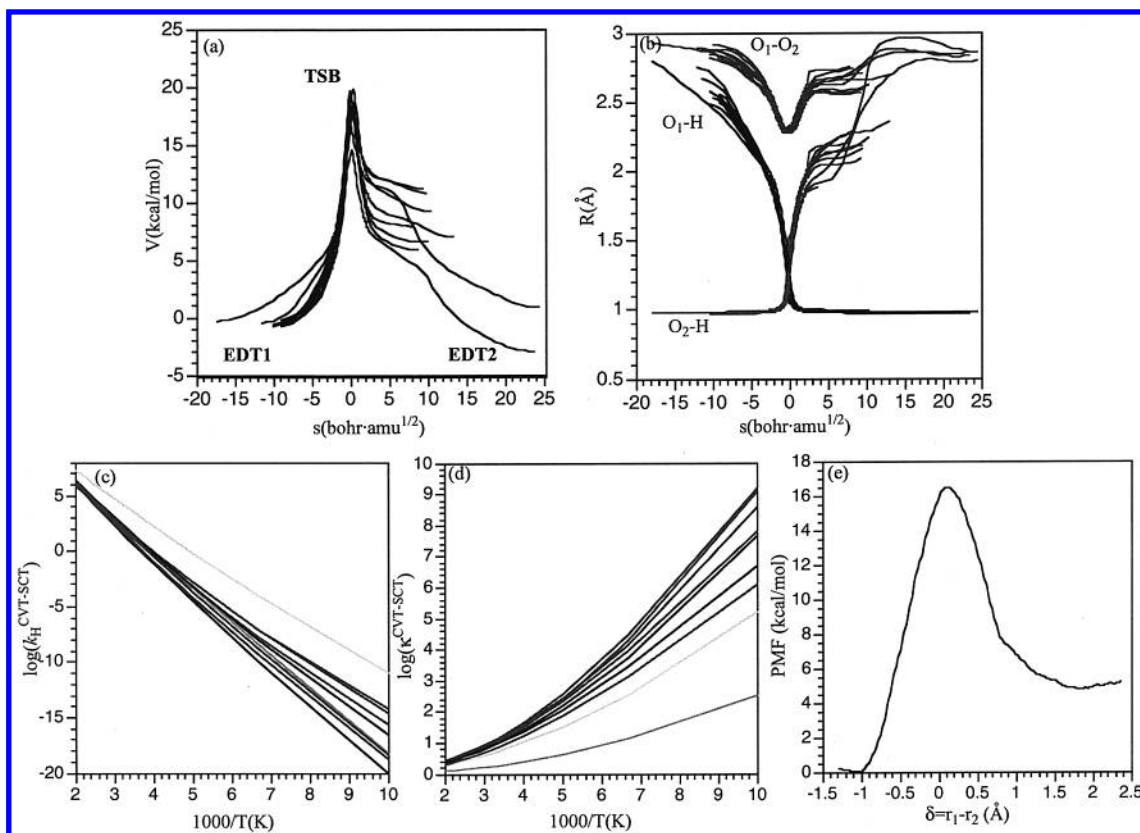 (a)
TSB
EDT1
EDT2
V(kcal/mol)
25
20
15
10
5
0
-5
-20 -15 -10 -5 0 5 10 15 20 25
s(bohr·amu1/2)
(b)
O1-O2
O1-H
O2-H
R(Å)
3
2.5
2
1.5
1
0.5
-20 -15 -10 -5 0 5 10 15 20 25
s(bohr·amu1/2)
(c)
log(kHCVT-SCT)
5
0
-5
-10
-15
-20
2 3 4 5 6 7 8 9 10
1000/T(K)
(d)
log(κCVT-SCT)
10
9
8
7
6
5
4
3
2
1
0
2 3 4 5 6 7 8 9 10
1000/T(K)
(e)
PMF (kcal/mol)
18
16
14
12
10
8
6
4
2
0
-1.5 -1 -0.5 0 0.5 1 1.5 2 2.5
δ=r1-r2 (Å)